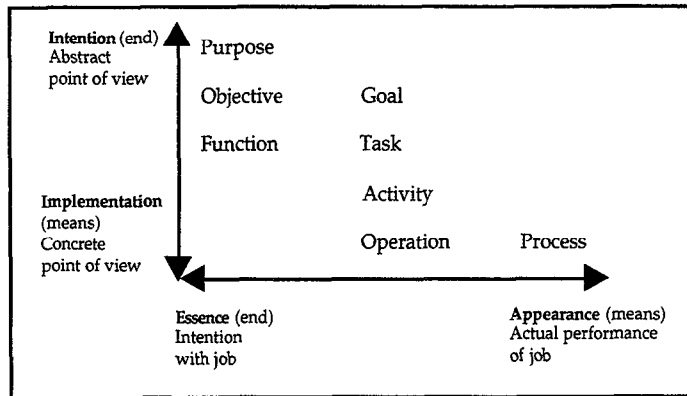 Intention (end)
Abstract
point of view
Purpose
Objective Goal
Function Task
Activity
Implementation
(means)
Concrete
point of view
Operation Process
Essence (end)
Intention
with job
Appearance (means)
Actual performance
of job